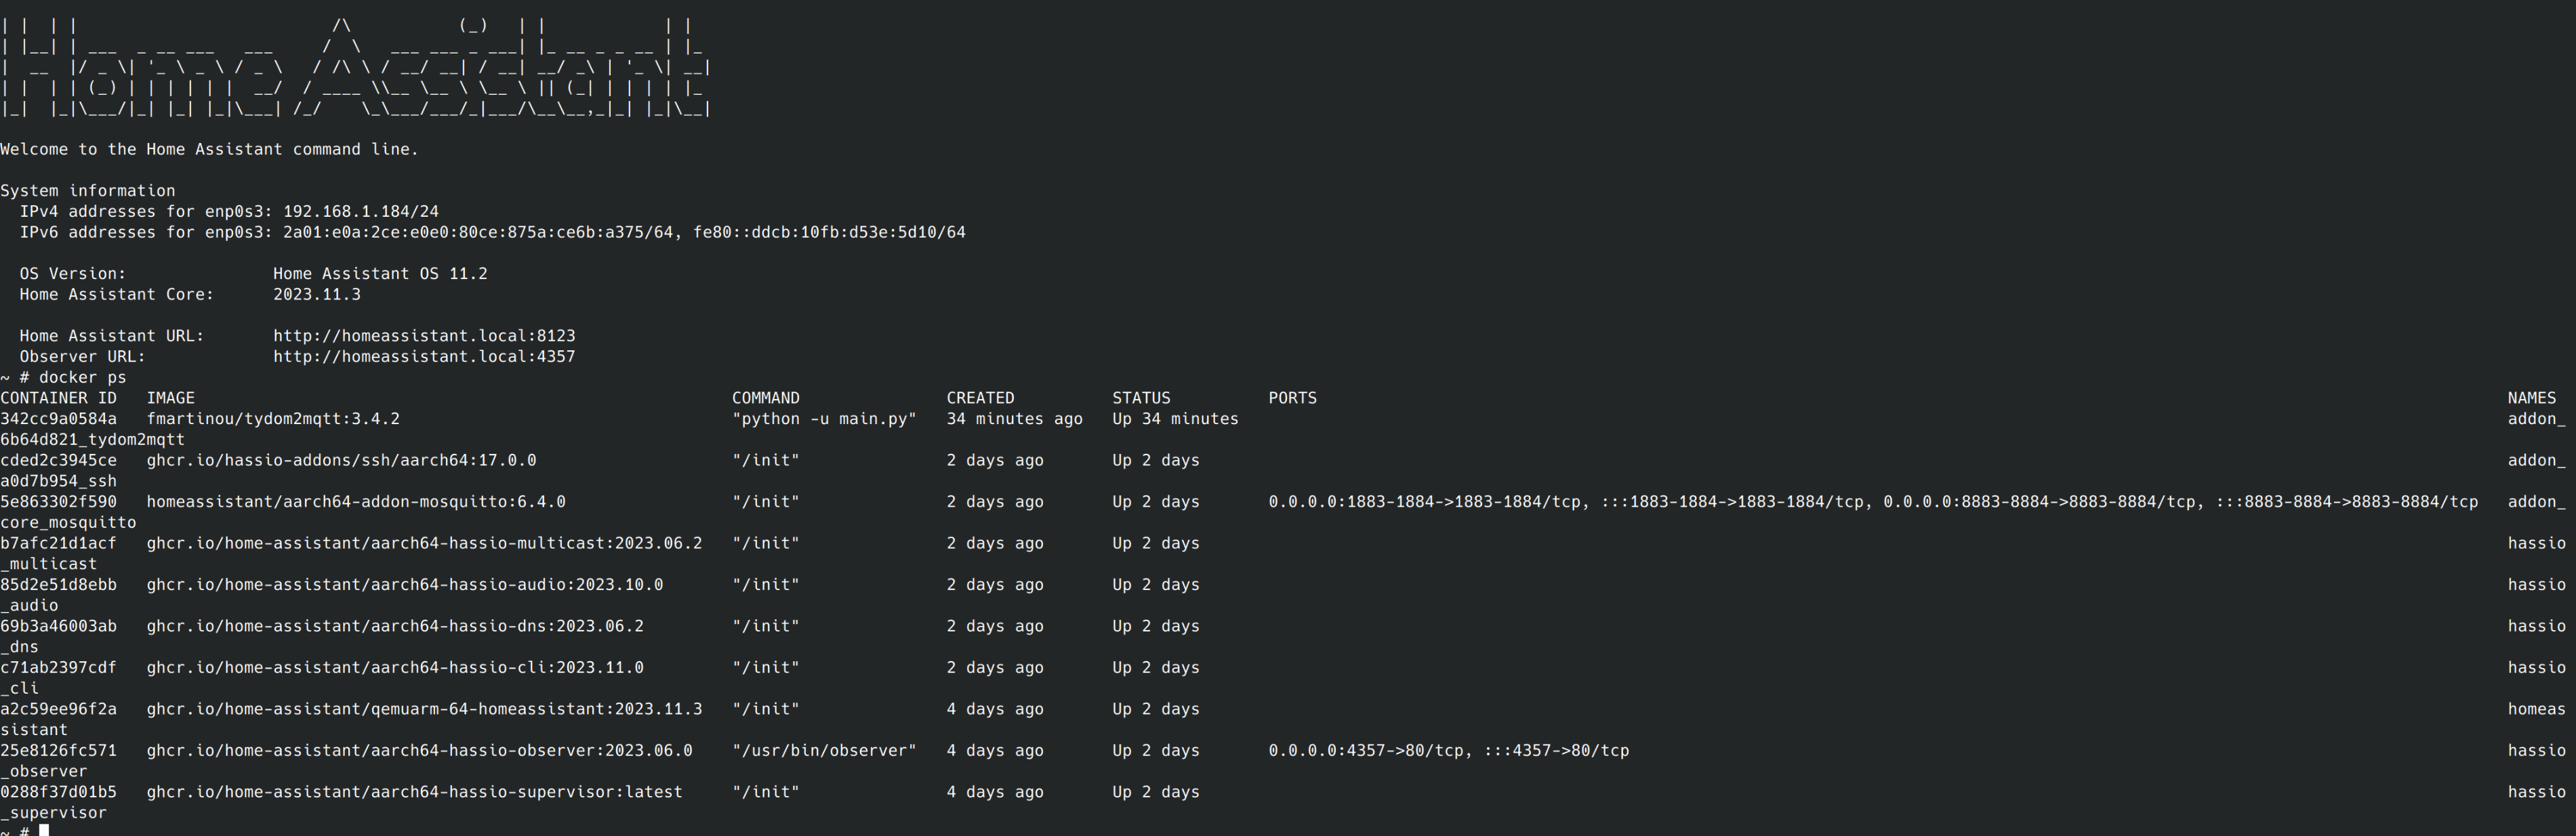 | |  | |                          /\           (_)   | |            | |
| |__| | ___  _ __ ___   ___     /  \   ___ ___ _ ___| |_ __ _ _ __ | |_
|  __  |/ _ \| '_ \ _ \ / _ \   / /\ \ / __/ __| / __| __/ _\ | '_ \| __|
| |  | | (_) | | | | | |  __/  / ____ \\__ \__ \ \__ \ || (_| | | | | |_
|_|  |_|\___/|_| |_| |_|\___| /_/    \_\___/___/_|___/\__\__,_|_| |_|\__|
Welcome to the Home Assistant command line.
System information
  IPv4 addresses for enp0s3: 192.168.1.184/24
  IPv6 addresses for enp0s3: 2a01:e0a:2ce:e0e0:80ce:875a:ce6b:a375/64, fe80::ddcb:10fb:d53e:5d10/64
  OS Version:               Home Assistant OS 11.2
  Home Assistant Core:      2023.11.3
  Home Assistant URL:       http://homeassistant.local:8123
  Observer URL:             http://homeassistant.local:4357
~ # docker ps
CONTAINER ID   IMAGE   COMMAND   CREATED   STATUS   PORTS   NAMES
342cc9a0584a   fmartinou/tydom2mqtt:3.4.2   "python -u main.py"   34 minutes ago   Up 34 minutes   addon_
6b64d821_tydom2mqtt
cded2c3945ce   ghcr.io/hassio-addons/ssh/aarch64:17.0.0   "/init"   2 days ago   Up 2 days   addon_
a0d7b954_ssh
5e863302f590   homeassistant/aarch64-addon-mosquitto:6.4.0   "/init"   2 days ago   Up 2 days   0.0.0.0:1883-1884->1883-1884/tcp, :::1883-1884->1883-1884/tcp, 0.0.0.0:8883-8884->8883-8884/tcp, :::8883-8884->8883-8884/tcp   addon_
core_mosquitto
b7afc21d1acf   ghcr.io/home-assistant/aarch64-hassio-multicast:2023.06.2   "/init"   2 days ago   Up 2 days   hassio
_multicast
85d2e51d8ebb   ghcr.io/home-assistant/aarch64-hassio-audio:2023.10.0   "/init"   2 days ago   Up 2 days   hassio
_audio
69b3a46003ab   ghcr.io/home-assistant/aarch64-hassio-dns:2023.06.2   "/init"   2 days ago   Up 2 days   hassio
_dns
c71ab2397cdf   ghcr.io/home-assistant/aarch64-hassio-cli:2023.11.0   "/init"   2 days ago   Up 2 days   hassio
_cli
a2c59ee96f2a   ghcr.io/home-assistant/qemuarm-64-homeassistant:2023.11.3   "/init"   4 days ago   Up 2 days   homeas
sistant
25e8126fc571   ghcr.io/home-assistant/aarch64-hassio-observer:2023.06.0   "/usr/bin/observer"   4 days ago   Up 2 days   0.0.0.0:4357->80/tcp, :::4357->80/tcp   hassio
_observer
0288f37d01b5   ghcr.io/home-assistant/aarch64-hassio-supervisor:latest   "/init"   4 days ago   Up 2 days   hassio
_supervisor
~ #